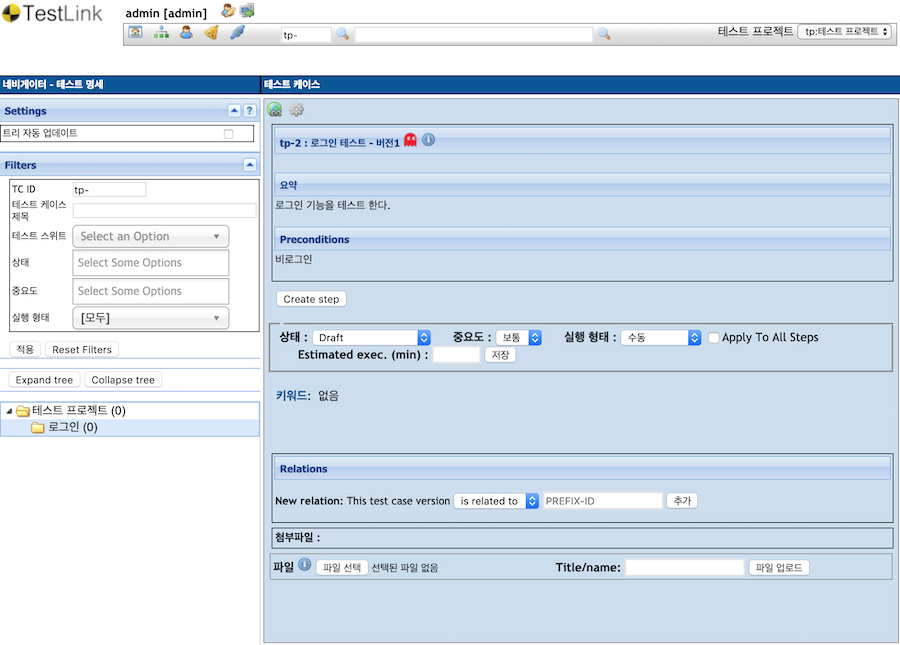 TestLink
admin [admin]
tp-
테스트 프로젝트 tp:테스트 프로젝트
네비게이터 - 테스트 명세
Settings
?
트리 자동 업데이트
Filters
TC ID tp-
테스트 케이스
제목
테스트 스위트 Select an Option
상태 Select Some Options
중요도 Select Some Options
실행 형태 [모두]
적용 Reset Filters
Expand tree Collapse tree
테스트 프로젝트 (0)
로그인 (0)
테스트 케이스
tp-2 : 로그인 테스트 - 버전1
요약
로그인 기능을 테스트 한다.
Preconditions
비로그인
Create step
상태 : Draft 중요도 : 보통 실행 형태 : 수동 Apply To All Steps
Estimated exec. (min) : 저장
키워드: 없음
Relations
New relation: This test case version is related to PREFIX-ID 추가
첨부파일 :
파일 파일 선택 선택된 파일 없음 Title/name: 파일 업로드